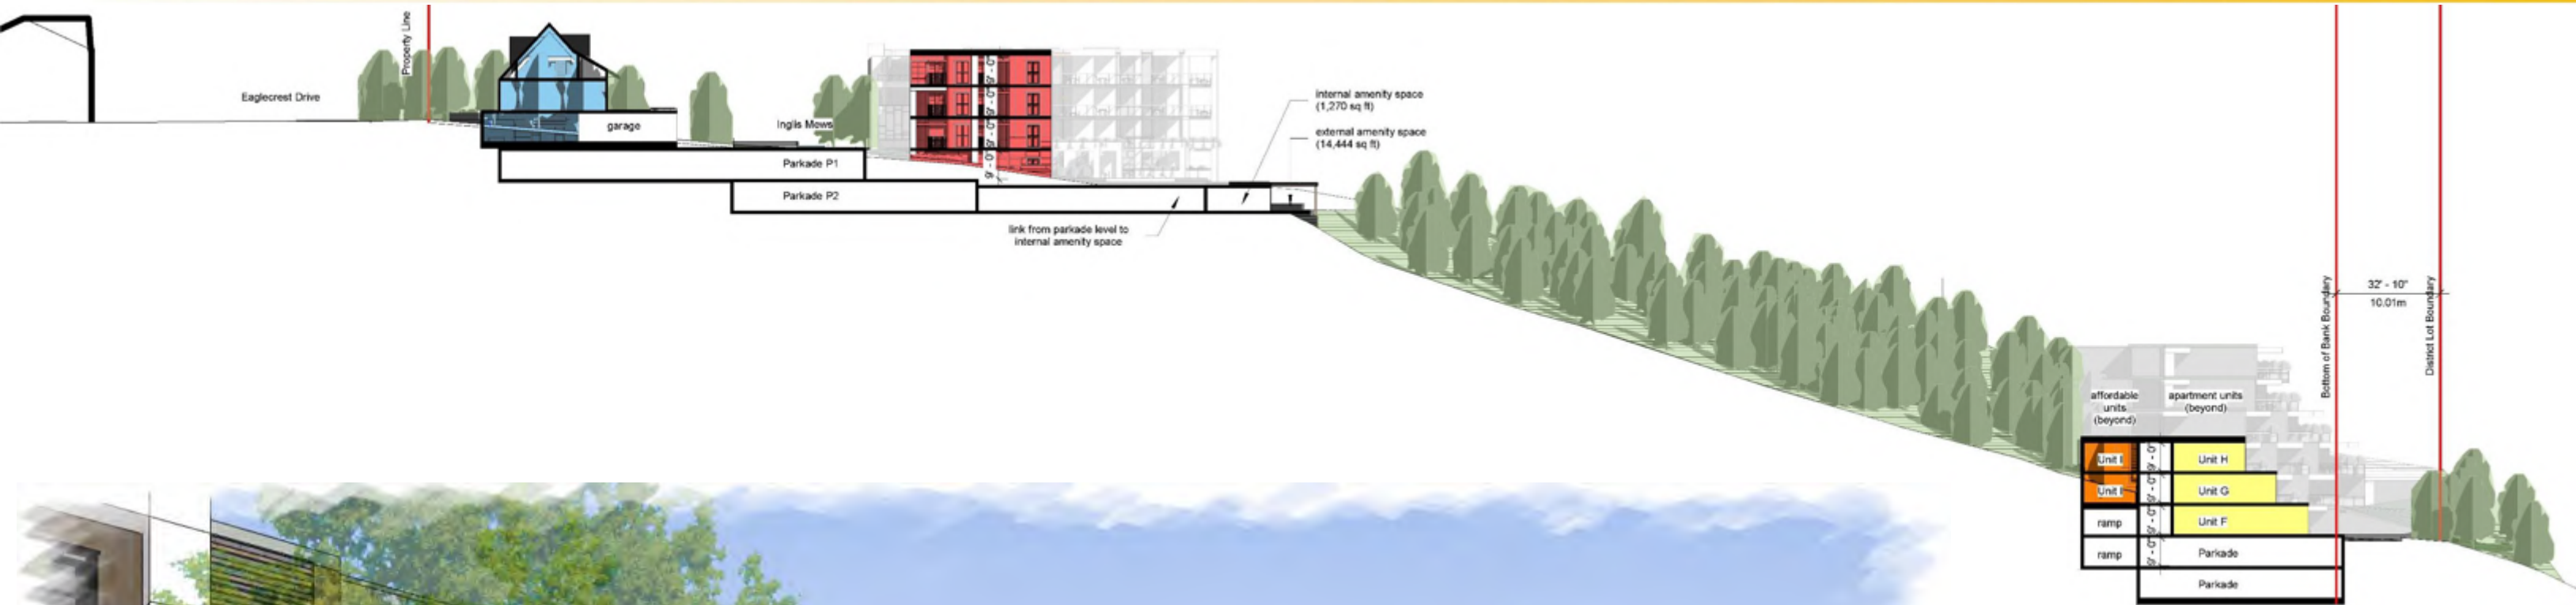 Property Line
Eaglecrest Drive
garage
Inglis Mews
Parkade P1
Parkade P2
link from parkade level to
internal amenity space
internal amenity space
(1,270 sq ft)
external amenity space
(14,444 sq ft)
Bottom of Bank Boundary
32' - 10"
10.01m
District Lot Boundary
affordable
units
(beyond)
apartment units
(beyond)
Unit I
Unit H
Unit I
Unit G
ramp
Unit F
ramp
Parkade
Parkade